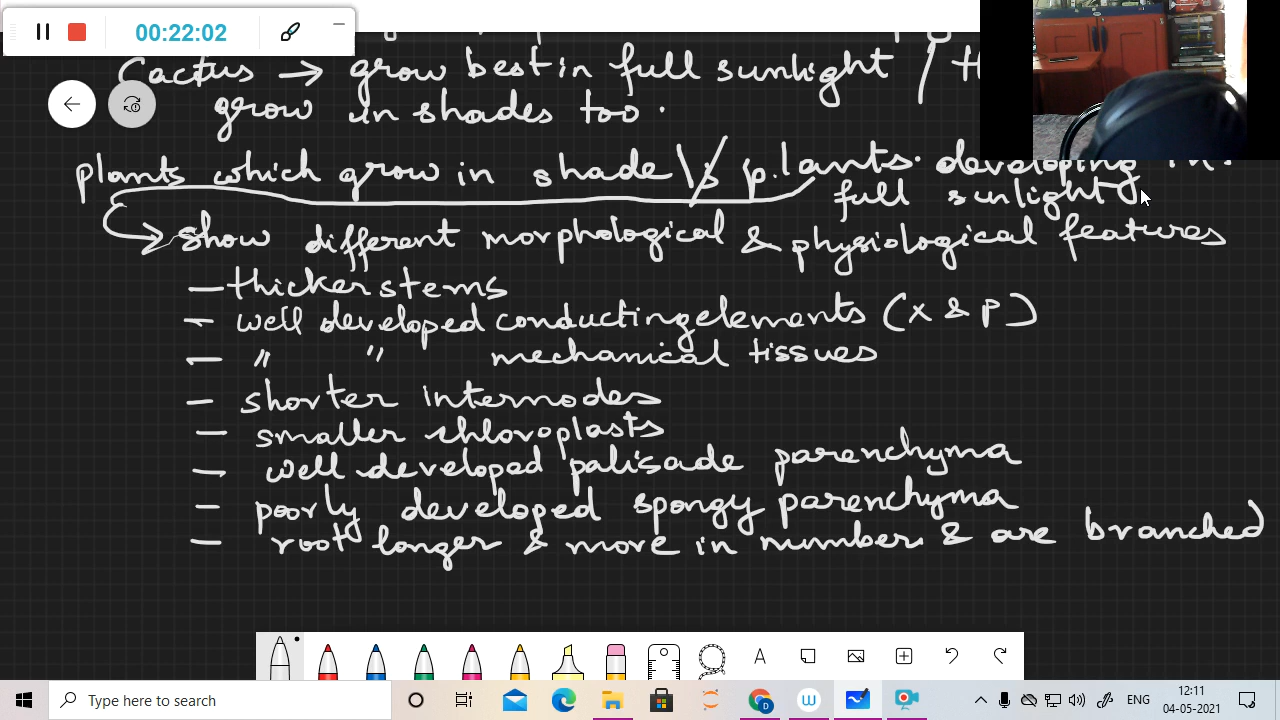 00:22:02
Cactus → grow best in full sunlight /
grow in shades too.
plants which grow in shade V/s plants developing in
full sunlight
→ show different morphological & physiological features
— thicker stems
— well developed conducting elements (x & p)
— 〃 〃 mechanical tissues
— shorter internodes
— smaller chloroplasts
— well developed palisade parenchyma
— poorly developed spongy parenchyma
— root longer & more in number & are branched
A
Type here to search
ENG
12:11
04-05-2021